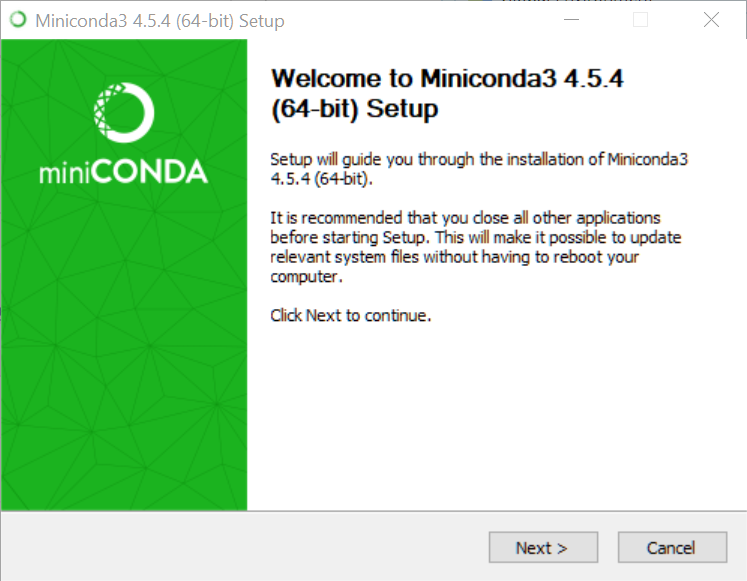 Miniconda3 4.5.4 (64-bit) Setup
miniCONDA
Welcome to Miniconda3 4.5.4
(64-bit) Setup
Setup will guide you through the installation of Miniconda3
4.5.4 (64-bit).
It is recommended that you close all other applications
before starting Setup. This will make it possible to update
relevant system files without having to reboot your
computer.
Click Next to continue.
Next >
Cancel